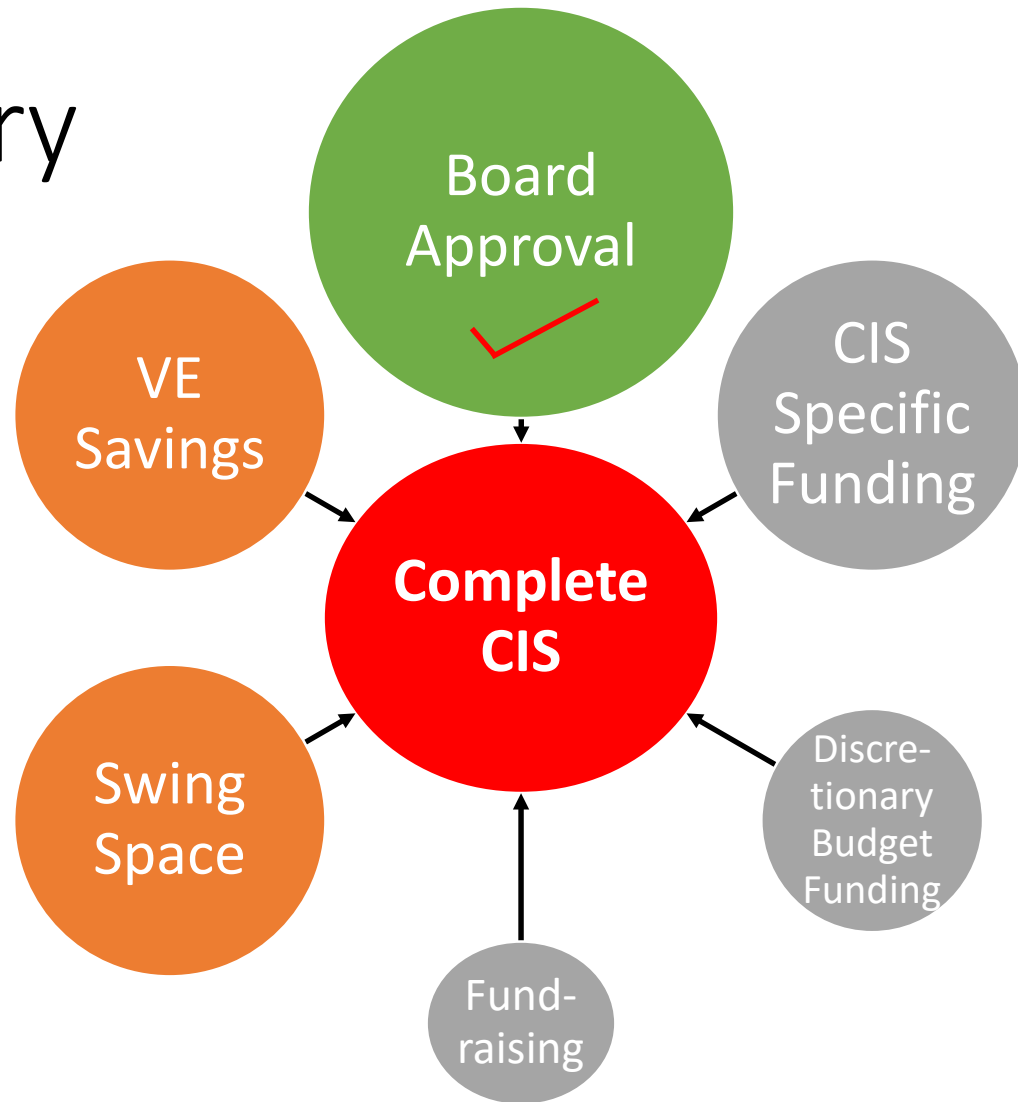 ry
Board
Approval
VE
Savings
CIS
Specific
Funding
Complete
CIS
Swing
Space
Discre-
tionary
Budget
Funding
Fund-
raising